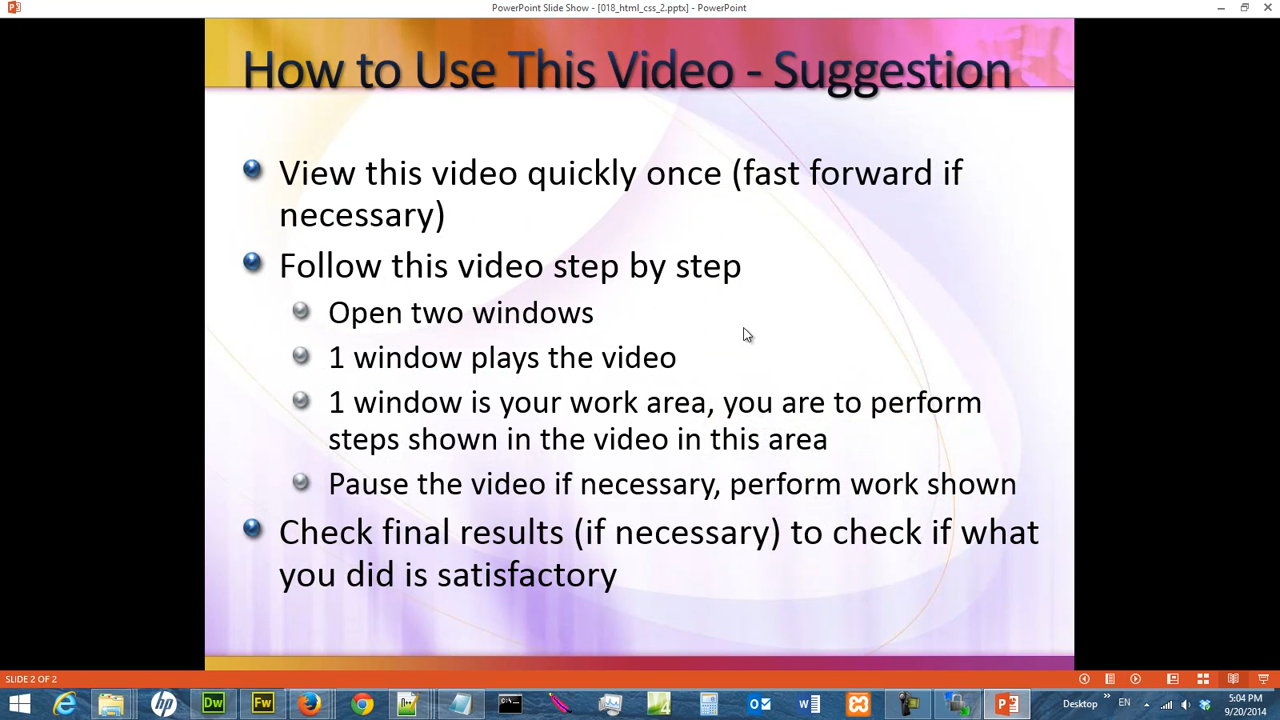 PowerPoint Slide Show - [018_html_css_2.pptx] - PowerPoint
How to Use This Video - Suggestion
View this video quickly once (fast forward if
necessary)
Follow this video step by step
Open two windows
1 window plays the video
1 window is your work area, you are to perform
steps shown in the video in this area
Pause the video if necessary, perform work shown
Check final results (if necessary) to check if what
you did is satisfactory
SLIDE 2 OF 2
Dw
Fw
Desktop
EN
5:04 PM
9/20/2014